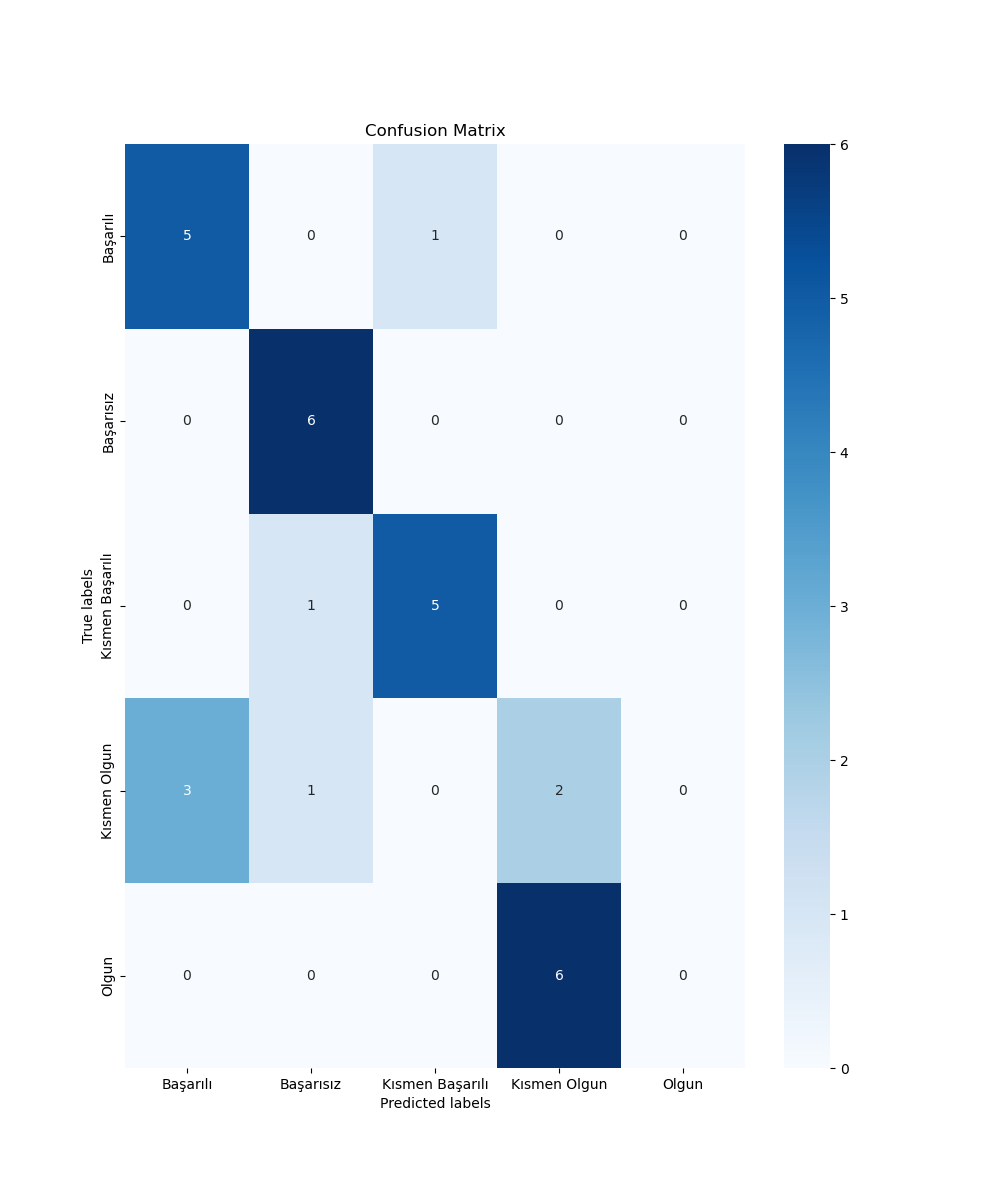 Confusion Matrix
True labels
Başarılı
5 0 1 0 0
Başarısız
0 6 0 0 0
Kısmen Başarılı
0 1 5 0 0
Kısmen Olgun
3 1 0 2 0
Olgun
0 0 0 6 0
Başarılı Başarısız Kısmen Başarılı Kısmen Olgun Olgun
Predicted labels
6
5
4
3
2
1
0